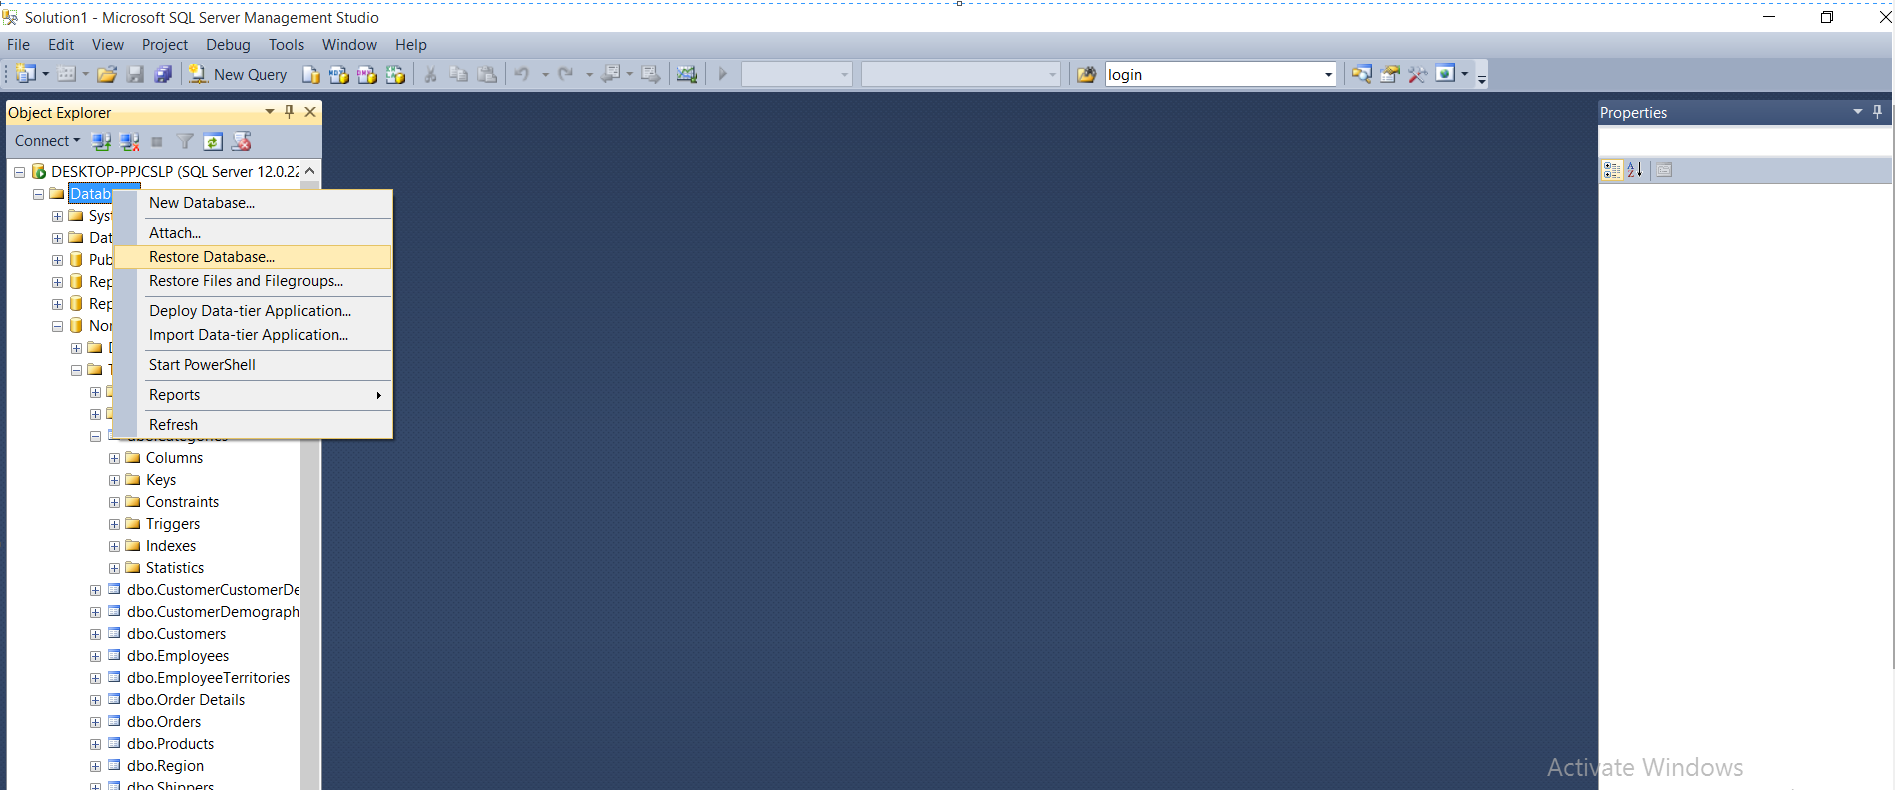 Solution1 - Microsoft SQL Server Management Studio
File Edit View Project Debug Tools Window Help
New Query
login
Object Explorer
Properties
Connect
DESKTOP-PPJCSLP (SQL Server 12.0.22
Datab
New Database...
Sys
Attach...
Dat
Restore Database...
Pub
Restore Files and Filegroups...
Rep
Deploy Data-tier Application...
Rep
Nor
Import Data-tier Application...
Start PowerShell
Reports
Refresh
Columns
Keys
Constraints
Triggers
Indexes
Statistics
dbo.CustomerCustomerDe
dbo.CustomerDemograph
dbo.Customers
dbo.Employees
dbo.EmployeeTerritories
dbo.Order Details
dbo.Orders
dbo.Products
dbo.Region
dbo.Shippers
Activate Windows